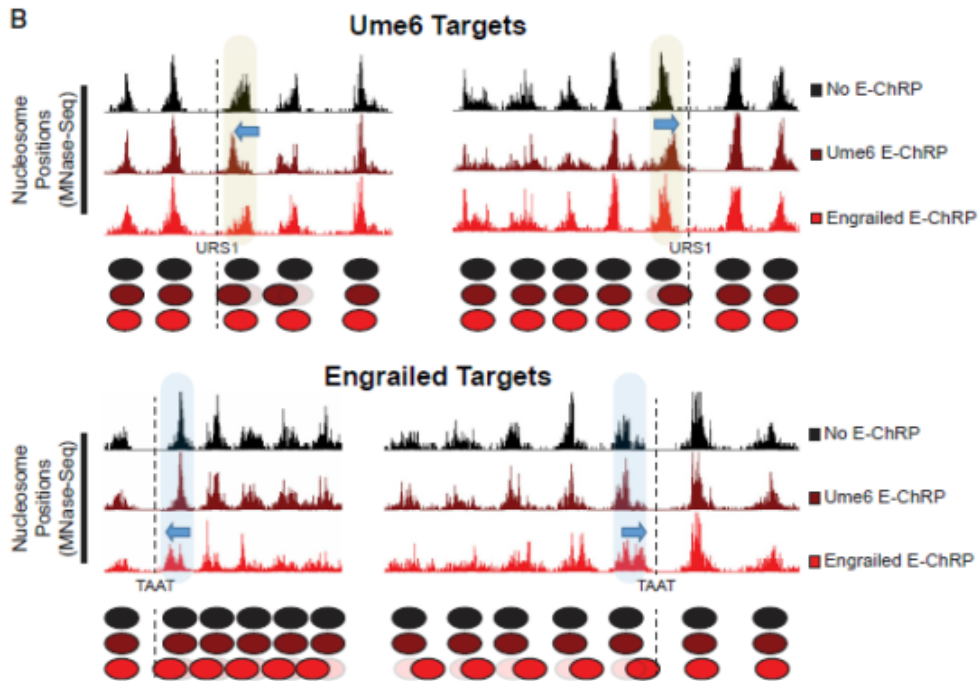 B
Ume6 Targets
Nucleosome
Positions
(MNase-Seq)
No E-ChRP
Ume6 E-ChRP
Engrailed E-ChRP
URS1
URS1
Engrailed Targets
Nucleosome
Positions
(MNase-Seq)
No E-ChRP
Ume6 E-ChRP
Engrailed E-ChRP
TAAT
TAAT